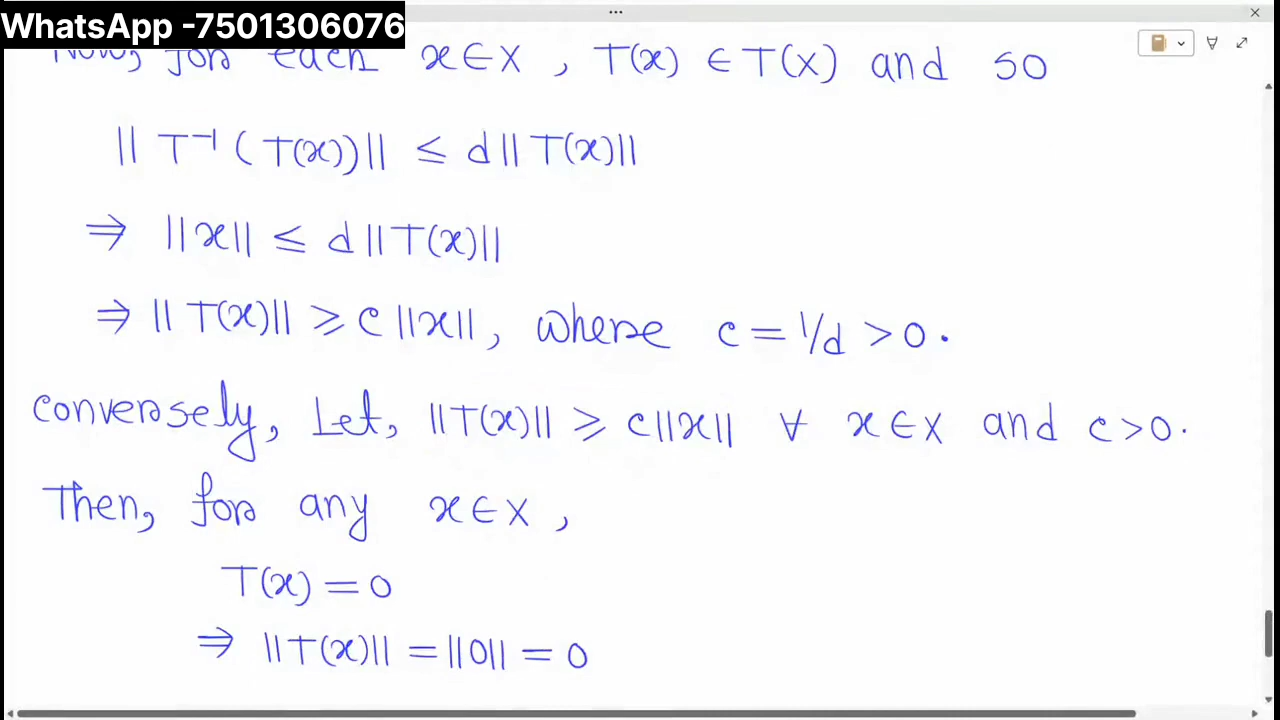 WhatsApp -7501306076
Now, for each x∈X, T(x) ∈ T(X) and so
|| T⁻¹ (T(x))|| ≤ d || T(x)||
⇒ ||x|| ≤ d || T(x)||
⇒ || T(x)|| ≥ c ||x||, where c = 1/d > 0.
conversely, Let, ||T(x)|| ≥ c||x|| ∀ x∈X and c>0.
Then, for any x∈X,
T(x) = 0
⇒ ||T(x)|| = ||0|| = 0